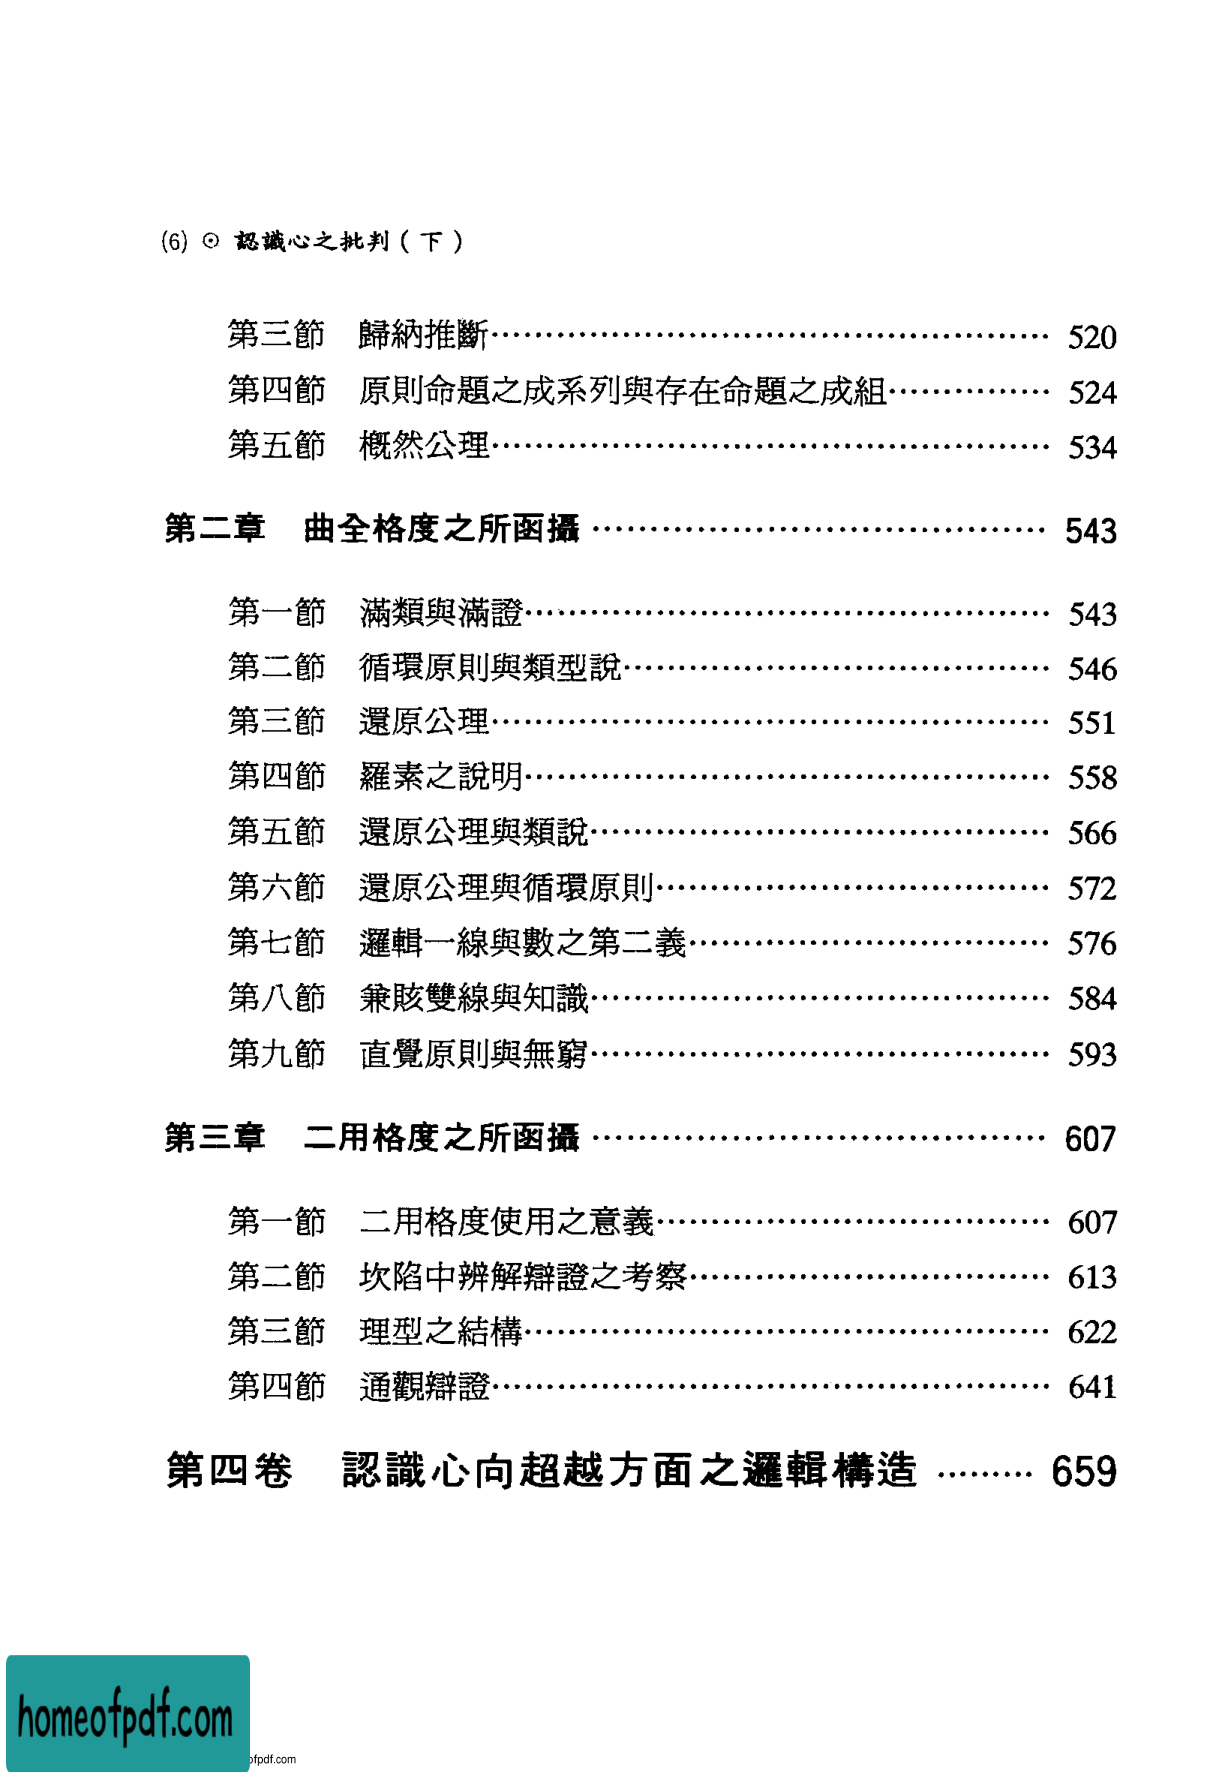 (6) ⊙ 認識心之批判(下)
第三節 歸納推斷 520
第四節 原則命題之成系列與存在命題之成組 524
第五節 概然公理 534
第二章 曲全格度之所函攝 543
第一節 滿類與滿證 543
第二節 循環原則與類型說 546
第三節 還原公理 551
第四節 羅素之說明 558
第五節 還原公理與類說 566
第六節 還原公理與循環原則 572
第七節 邏輯一線與數之第二義 576
第八節 兼賅雙線與知識 584
第九節 直覺原則與無窮 593
第三章 二用格度之所函攝 607
第一節 二用格度使用之意義 607
第二節 坎陷中辨解辯證之考察 613
第三節 理型之結構 622
第四節 通觀辯證 641
第四卷 認識心向超越方面之邏輯構造 659
homeofpdf.com
ofpdf.com